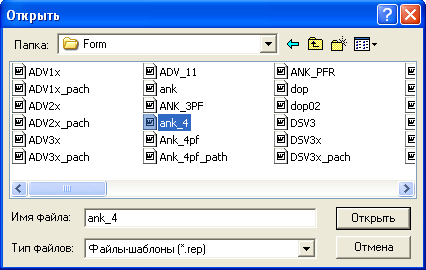 Открыть
Папка: Form
ADV1x ADV_11 ANK_PFR
ADV1x_pach ank dop
ADV2x ANK_3PF dop02
ADV2x_pach ank_4 DSV3
ADV3x Ank_4pf DSV3x
ADV3x_pach Ank_4pf_path DSV3x_pach
Имя файла: ank_4 Открыть
Тип файлов: Файлы-шаблоны (*.rep) Отмена